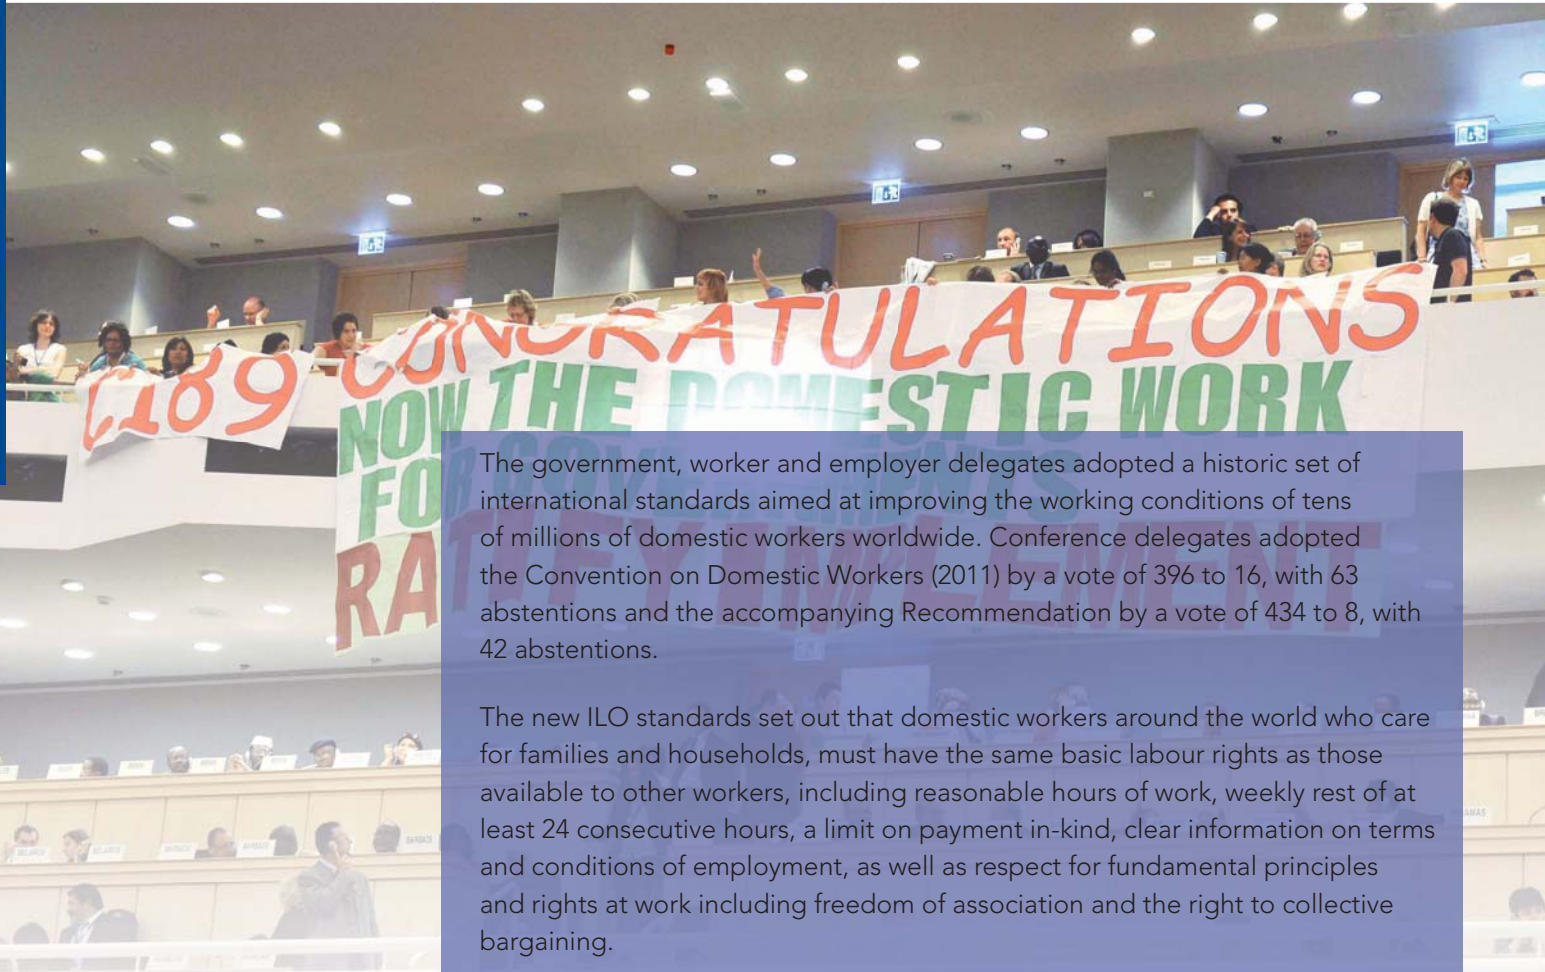 C189 CONGRATULATIONS
NOW THE DOMESTIC WORK
FOR GOVERNMENTS
RATIFY IMPLEMENT
The government, worker and employer delegates adopted a historic set of
international standards aimed at improving the working conditions of tens
of millions of domestic workers worldwide. Conference delegates adopted
the Convention on Domestic Workers (2011) by a vote of 396 to 16, with 63
abstentions and the accompanying Recommendation by a vote of 434 to 8, with
42 abstentions.
The new ILO standards set out that domestic workers around the world who care
for families and households, must have the same basic labour rights as those
available to other workers, including reasonable hours of work, weekly rest of at
least 24 consecutive hours, a limit on payment in-kind, clear information on terms
and conditions of employment, as well as respect for fundamental principles
and rights at work including freedom of association and the right to collective
bargaining.